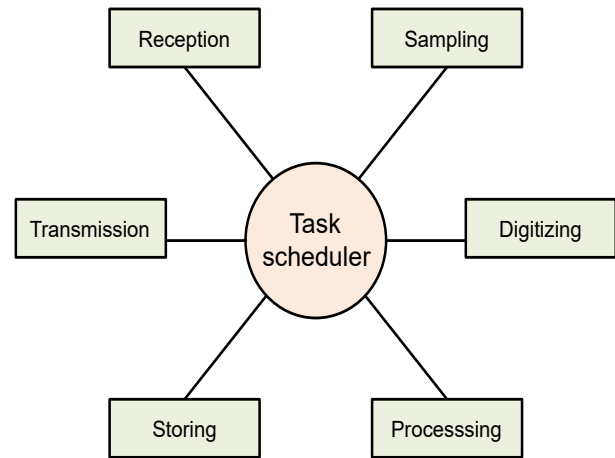 Reception
Sampling
Transmission
Task
scheduler
Digitizing
Storing
Processsing